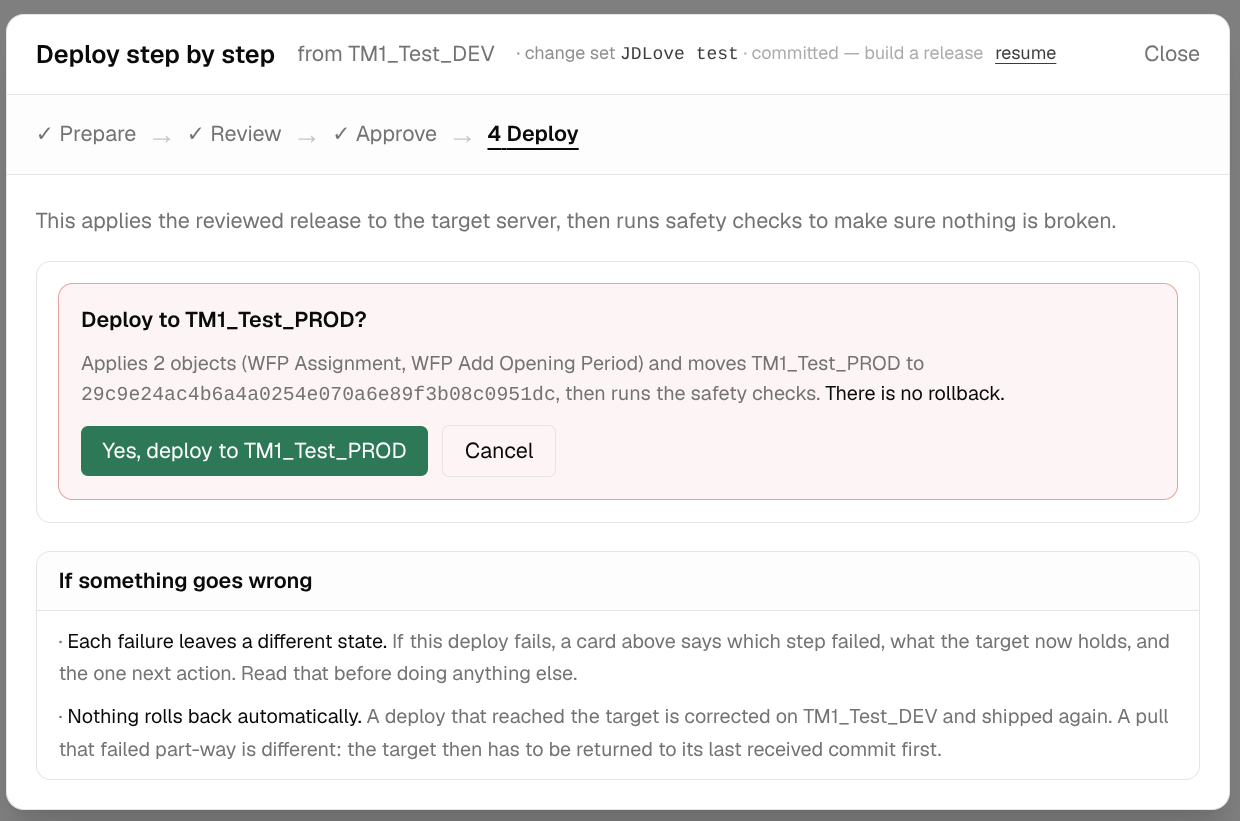 Deploy step by step from TM1_Test_DEV · change set JDLove test · committed — build a release resume Close
✓ Prepare → ✓ Review → ✓ Approve → 4 Deploy
This applies the reviewed release to the target server, then runs safety checks to make sure nothing is broken.
Deploy to TM1_Test_PROD?
Applies 2 objects (WFP Assignment, WFP Add Opening Period) and moves TM1_Test_PROD to
29c9e24ac4b6a4a0254e070a6e89f3b08c0951dc, then runs the safety checks. There is no rollback.
Yes, deploy to TM1_Test_PROD Cancel
If something goes wrong
· Each failure leaves a different state. If this deploy fails, a card above says which step failed, what the target now holds, and
the one next action. Read that before doing anything else.
· Nothing rolls back automatically. A deploy that reached the target is corrected on TM1_Test_DEV and shipped again. A pull
that failed part-way is different: the target then has to be returned to its last received commit first.